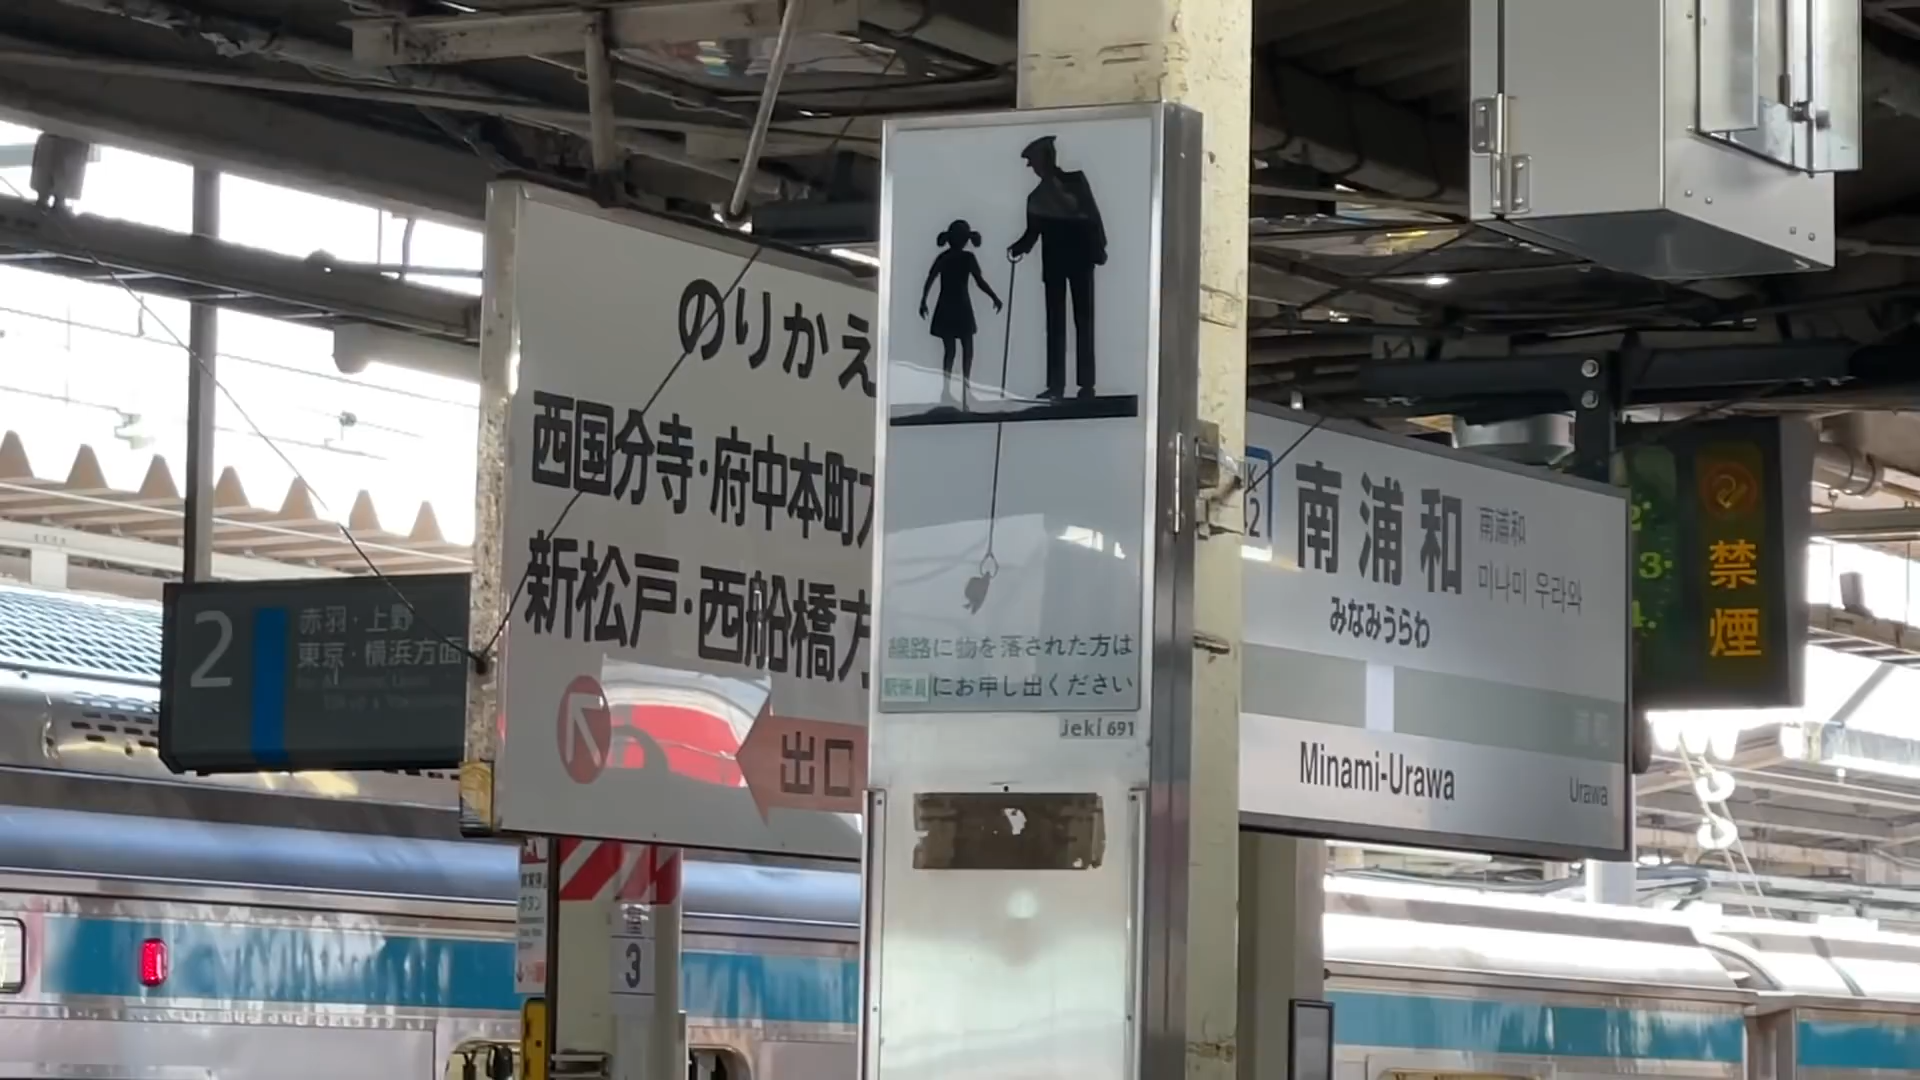 のりかえ
西国分寺・府中本町
新松戸・西船橋方
出口
2
赤羽・上野
東京・横浜方面
線路に物を落された方は
駅係員にお申し出ください
jeki 691
3
K
2
南浦和
南浦和
미나미 우라와
みなみうらわ
Minami-Urawa
Urawa
禁煙